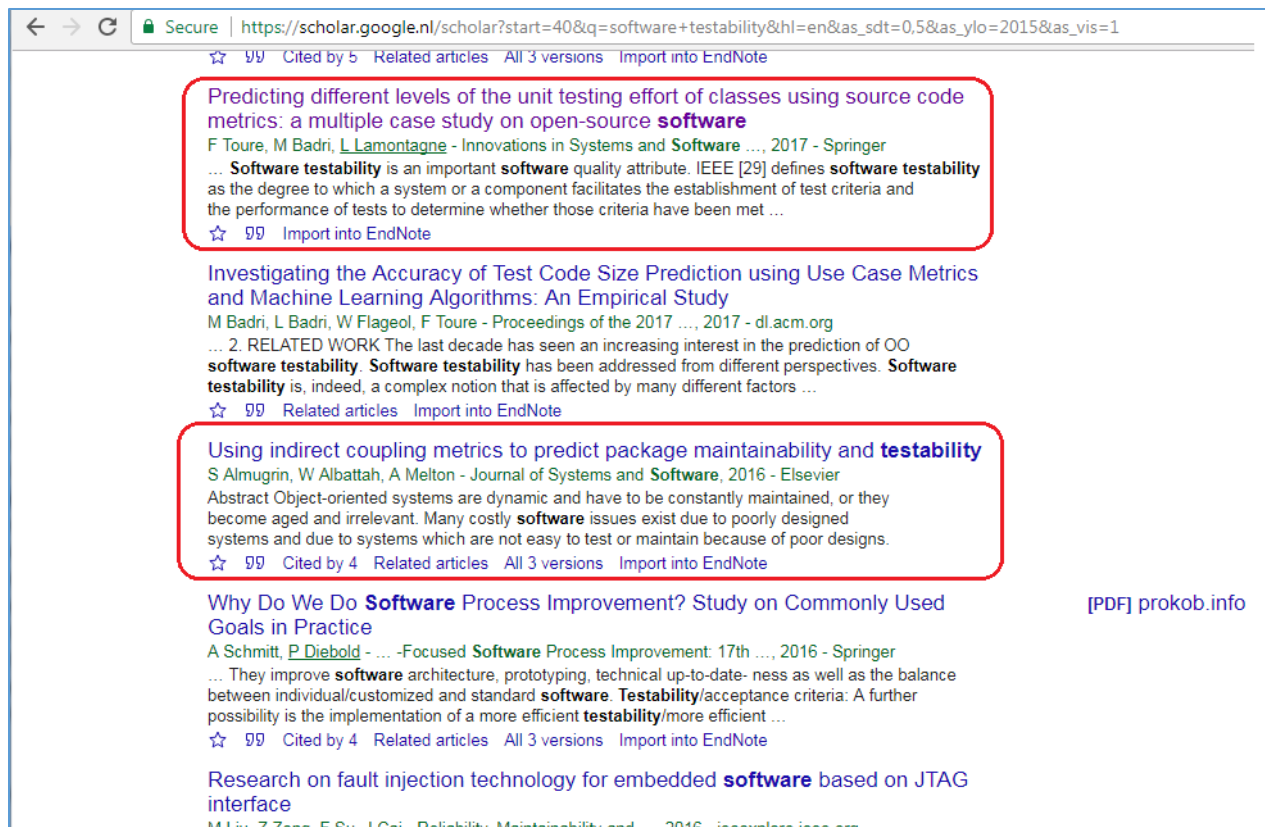 Secure | https://scholar.google.nl/scholar?start=40&q=software+testability&hl=en&as_sdt=0,5&as_ylo=2015&as_vis=1
Cited by 5 Related articles All 3 versions Import into EndNote
Predicting different levels of the unit testing effort of classes using source code
metrics: a multiple case study on open-source software
F Toure, M Badri, L Lamontagne - Innovations in Systems and Software ..., 2017 - Springer
... Software testability is an important software quality attribute. IEEE [29] defines software testability
as the degree to which a system or a component facilitates the establishment of test criteria and
the performance of tests to determine whether those criteria have been met ...
Import into EndNote
Investigating the Accuracy of Test Code Size Prediction using Use Case Metrics
and Machine Learning Algorithms: An Empirical Study
M Badri, L Badri, W Flageol, F Toure - Proceedings of the 2017 ..., 2017 - dl.acm.org
... 2. RELATED WORK The last decade has seen an increasing interest in the prediction of OO
software testability. Software testability has been addressed from different perspectives. Software
testability is, indeed, a complex notion that is affected by many different factors ...
Related articles Import into EndNote
Using indirect coupling metrics to predict package maintainability and testability
S Almugrin, W Albattah, A Melton - Journal of Systems and Software, 2016 - Elsevier
Abstract Object-oriented systems are dynamic and have to be constantly maintained, or they
become aged and irrelevant. Many costly software issues exist due to poorly designed
systems and due to systems which are not easy to test or maintain because of poor designs.
Cited by 4 Related articles All 3 versions Import into EndNote
Why Do We Do Software Process Improvement? Study on Commonly Used
Goals in Practice
[PDF] prokob.info
A Schmitt, P Diebold - ... -Focused Software Process Improvement: 17th ..., 2016 - Springer
... They improve software architecture, prototyping, technical up-to-date- ness as well as the balance
between individual/customized and standard software. Testability/acceptance criteria: A further
possibility is the implementation of a more efficient testability/more efficient ...
Cited by 4 Related articles All 3 versions Import into EndNote
Research on fault injection technology for embedded software based on JTAG
interface